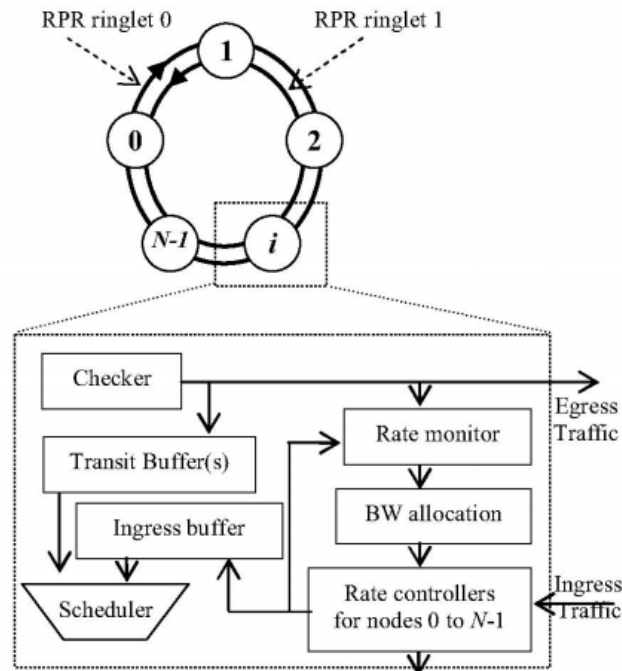 RPR ringlet 0
RPR ringlet 1
1
0
2
N-1
i
Checker
Egress
Traffic
Transit Buffer(s)
Rate monitor
Ingress buffer
BW allocation
Scheduler
Rate controllers
for nodes 0 to N-1
Ingress
Traffic